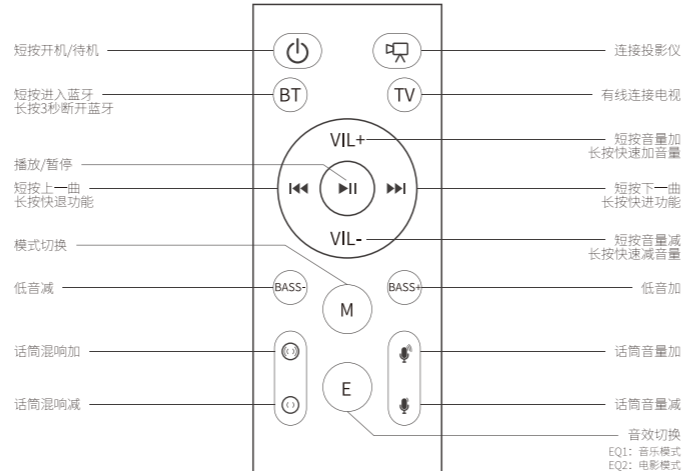 短按开机/待机
连接投影仪
短按进入蓝牙
长按3秒断开蓝牙
BT
TV
有线连接电视
VIL+
短按音量加
长按快速加音量
播放/暂停
短按上一曲
长按快退功能
短按下一曲
长按快进功能
VIL-
短按音量减
长按快速减音量
模式切换
低音减
BASS-
M
BASS+
低音加
话筒混响加
话筒音量加
E
话筒混响减
话筒音量减
音效切换
EQ1: 音乐模式
EQ2: 电影模式